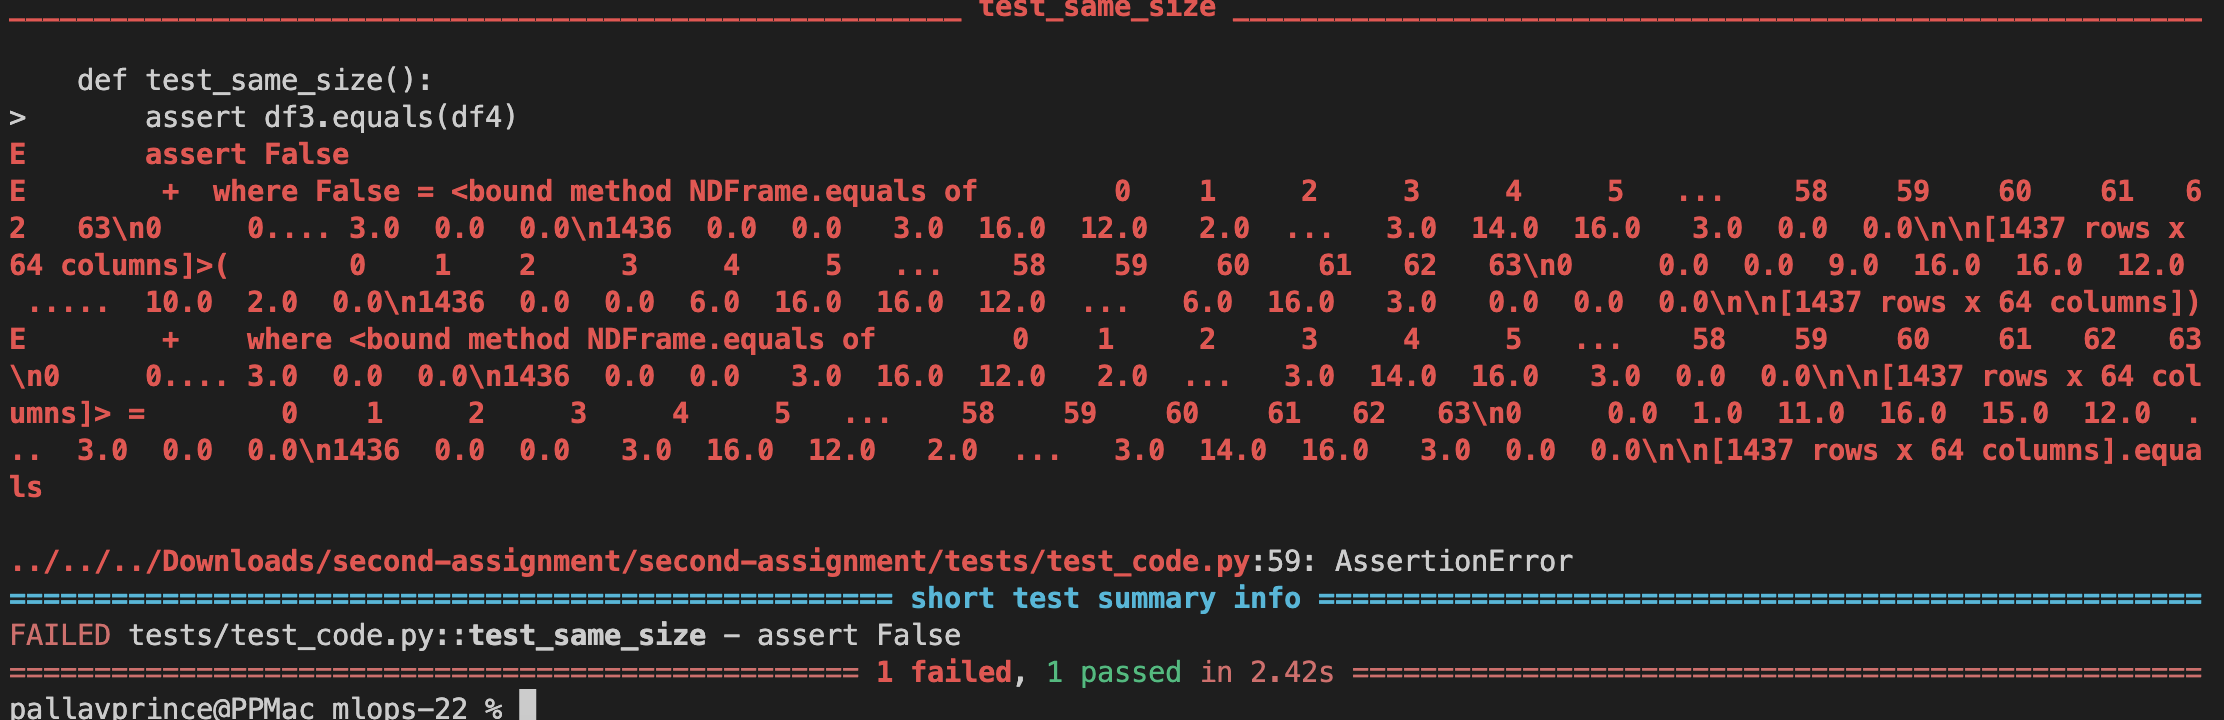 ________________________________________________________ test_same_size _________________________________________________________
    def test_same_size():
>       assert df3.equals(df4)
E       assert False
E        +  where False = <bound method NDFrame.equals of        0    1     2     3     4     5   ...    58    59    60    61   6
2   63\n0     0.... 3.0  0.0  0.0\n1436  0.0  0.0   3.0  16.0  12.0   2.0  ...   3.0  14.0  16.0   3.0  0.0  0.0\n\n[1437 rows x
64 columns]>(       0    1    2     3     4     5   ...    58    59    60    61   62   63\n0     0.0  0.0  9.0  16.0  16.0  12.0
 .....  10.0  2.0  0.0\n1436  0.0  0.0  6.0  16.0  16.0  12.0  ...   6.0  16.0   3.0   0.0  0.0  0.0\n\n[1437 rows x 64 columns])
E        +    where <bound method NDFrame.equals of        0    1     2     3     4     5   ...    58    59    60    61   62   63
\n0     0.... 3.0  0.0  0.0\n1436  0.0  0.0   3.0  16.0  12.0   2.0  ...   3.0  14.0  16.0   3.0  0.0  0.0\n\n[1437 rows x 64 col
umns]> =        0    1     2     3     4     5   ...    58    59    60    61   62   63\n0     0.0  1.0  11.0  16.0  15.0  12.0  .
..  3.0  0.0  0.0\n1436  0.0  0.0   3.0  16.0  12.0   2.0  ...   3.0  14.0  16.0   3.0  0.0  0.0\n\n[1437 rows x 64 columns].equa
ls
../../../Downloads/second-assignment/second-assignment/tests/test_code.py:59: AssertionError
==================================================== short test summary info ====================================================
FAILED tests/test_code.py::test_same_size - assert False
================================================== 1 failed, 1 passed in 2.42s ==================================================
pallavprince@PPMac mlops-22 %